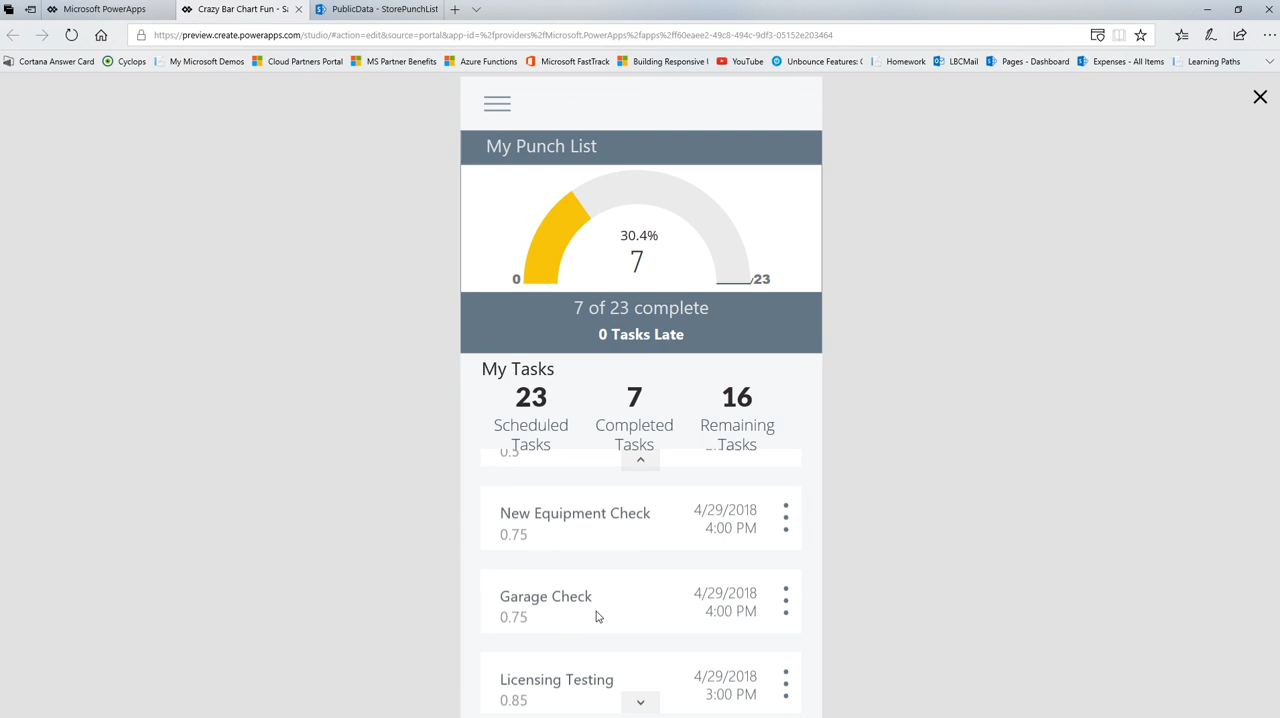 Microsoft PowerApps
Crazy Bar Chart Fun - Sa
PublicData - StorePunchList
https://preview.create.powerapps.com/studio/#action=edit&source=portal&app-id=%2fproviders%2fMicrosoft.PowerApps%2fapps%2ff60eaee2-49c8-494c-9df3-05152e203464
Cortana Answer Card
Cyclops
My Microsoft Demos
Cloud Partners Portal
MS Partner Benefits
Azure Functions
Microsoft FastTrack
Building Responsive
YouTube
Unbounce Features:
Homework
LBCMail
Pages - Dashboard
Expenses - All Items
Learning Paths
My Punch List
30.4%
7
0
23
7 of 23 complete
0 Tasks Late
My Tasks
23
7
16
Scheduled Tasks
Completed Tasks
Remaining Tasks
0.5
New Equipment Check
4/29/2018
0.75
4:00 PM
Garage Check
4/29/2018
0.75
4:00 PM
Licensing Testing
4/29/2018
0.85
3:00 PM